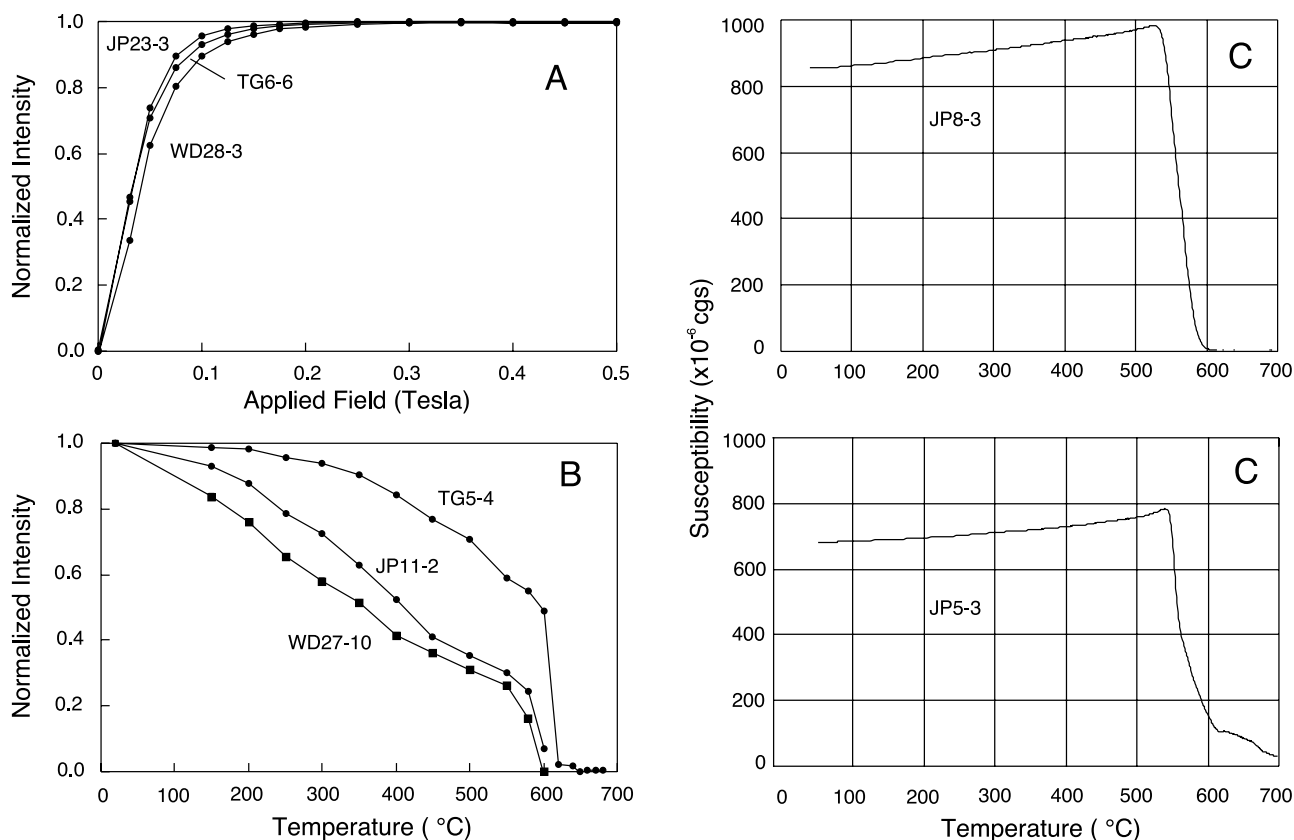 1.0
0.8
0.6
0.4
0.2
0.0
Normalized Intensity
JP23-3
TG6-6
WD28-3
A
0 0.1 0.2 0.3 0.4 0.5
Applied Field (Tesla)
1.0
0.8
0.6
0.4
0.2
0.0
Normalized Intensity
TG5-4
JP11-2
WD27-10
B
0 100 200 300 400 500 600 700
Temperature ( °C)
Susceptibility (x10⁻⁶ cgs)
1000
800
600
400
200
0
C
JP8-3
0 100 200 300 400 500 600 700
1000
800
600
400
200
0
C
JP5-3
0 100 200 300 400 500 600 700
Temperature ( °C)